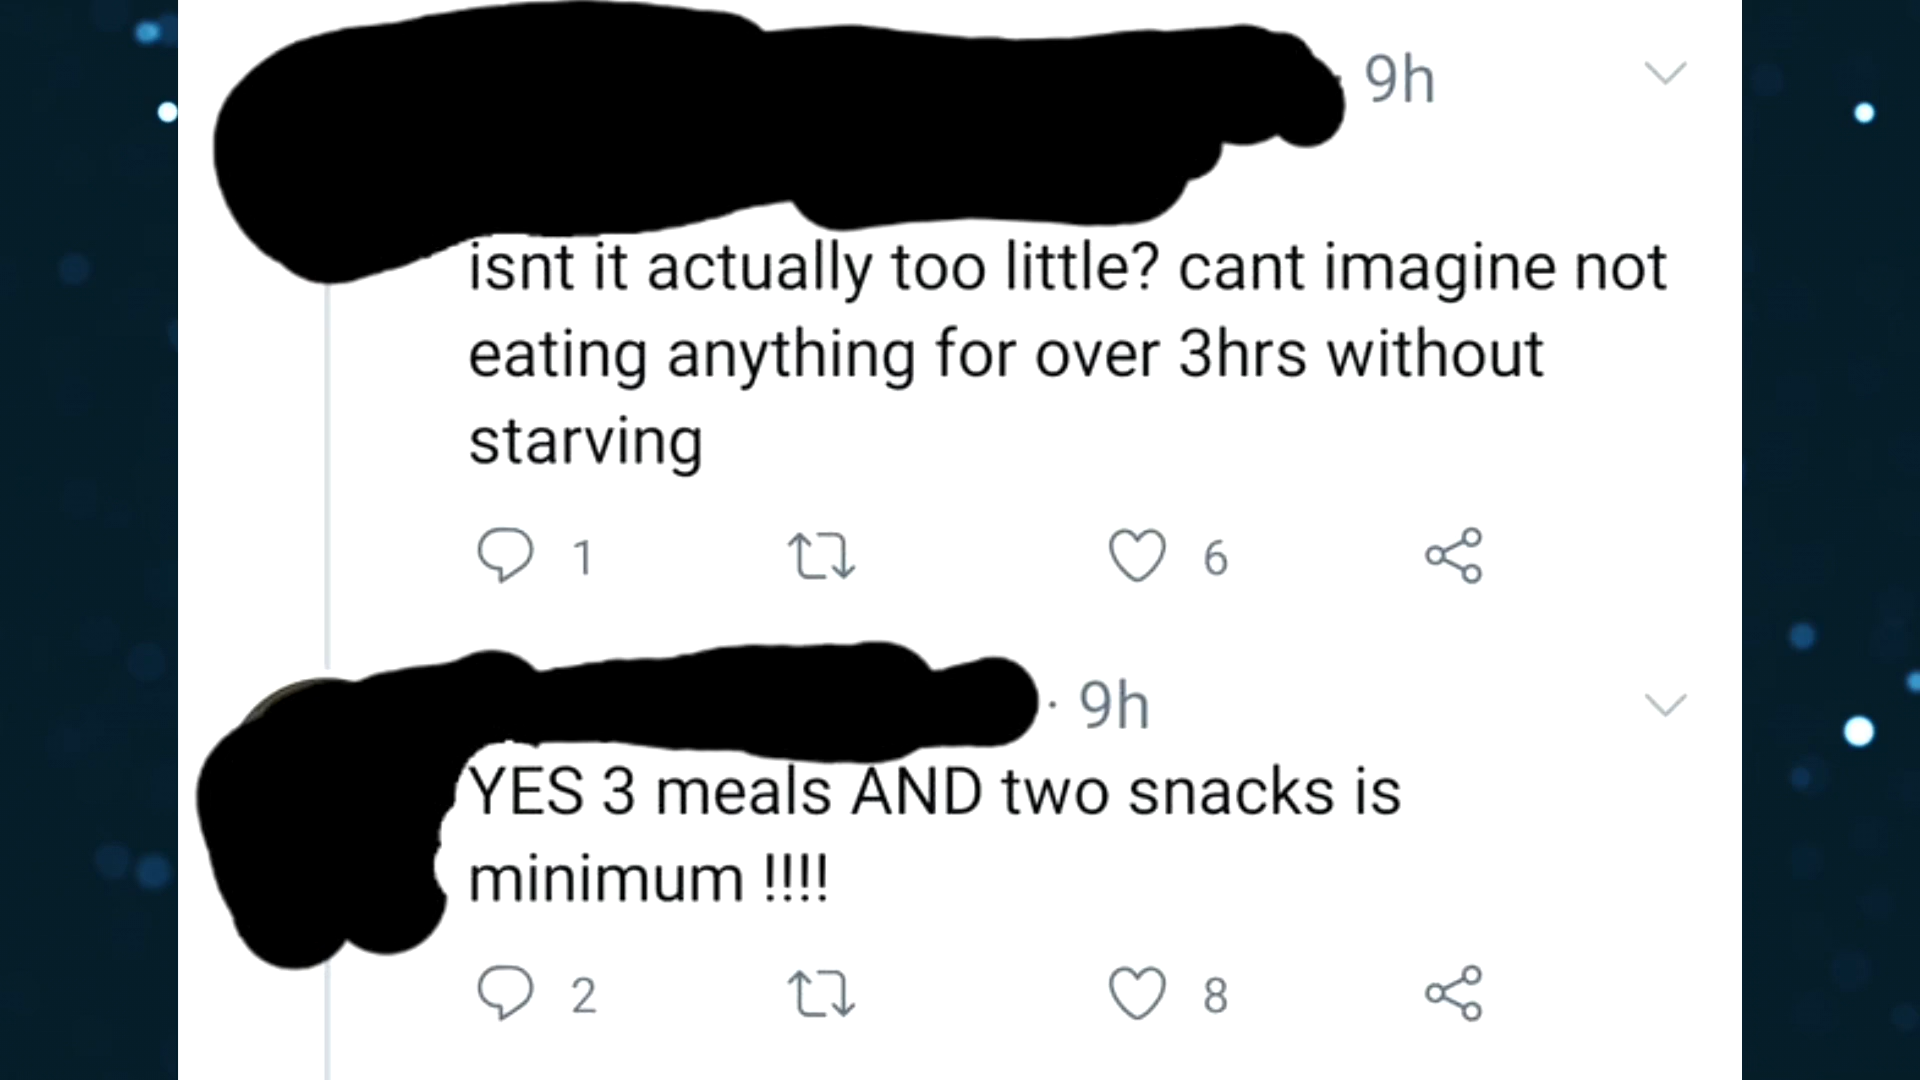 9h
isnt it actually too little? cant imagine not
eating anything for over 3hrs without
starving
1 6
· 9h
YES 3 meals AND two snacks is
minimum !!!!
2 8